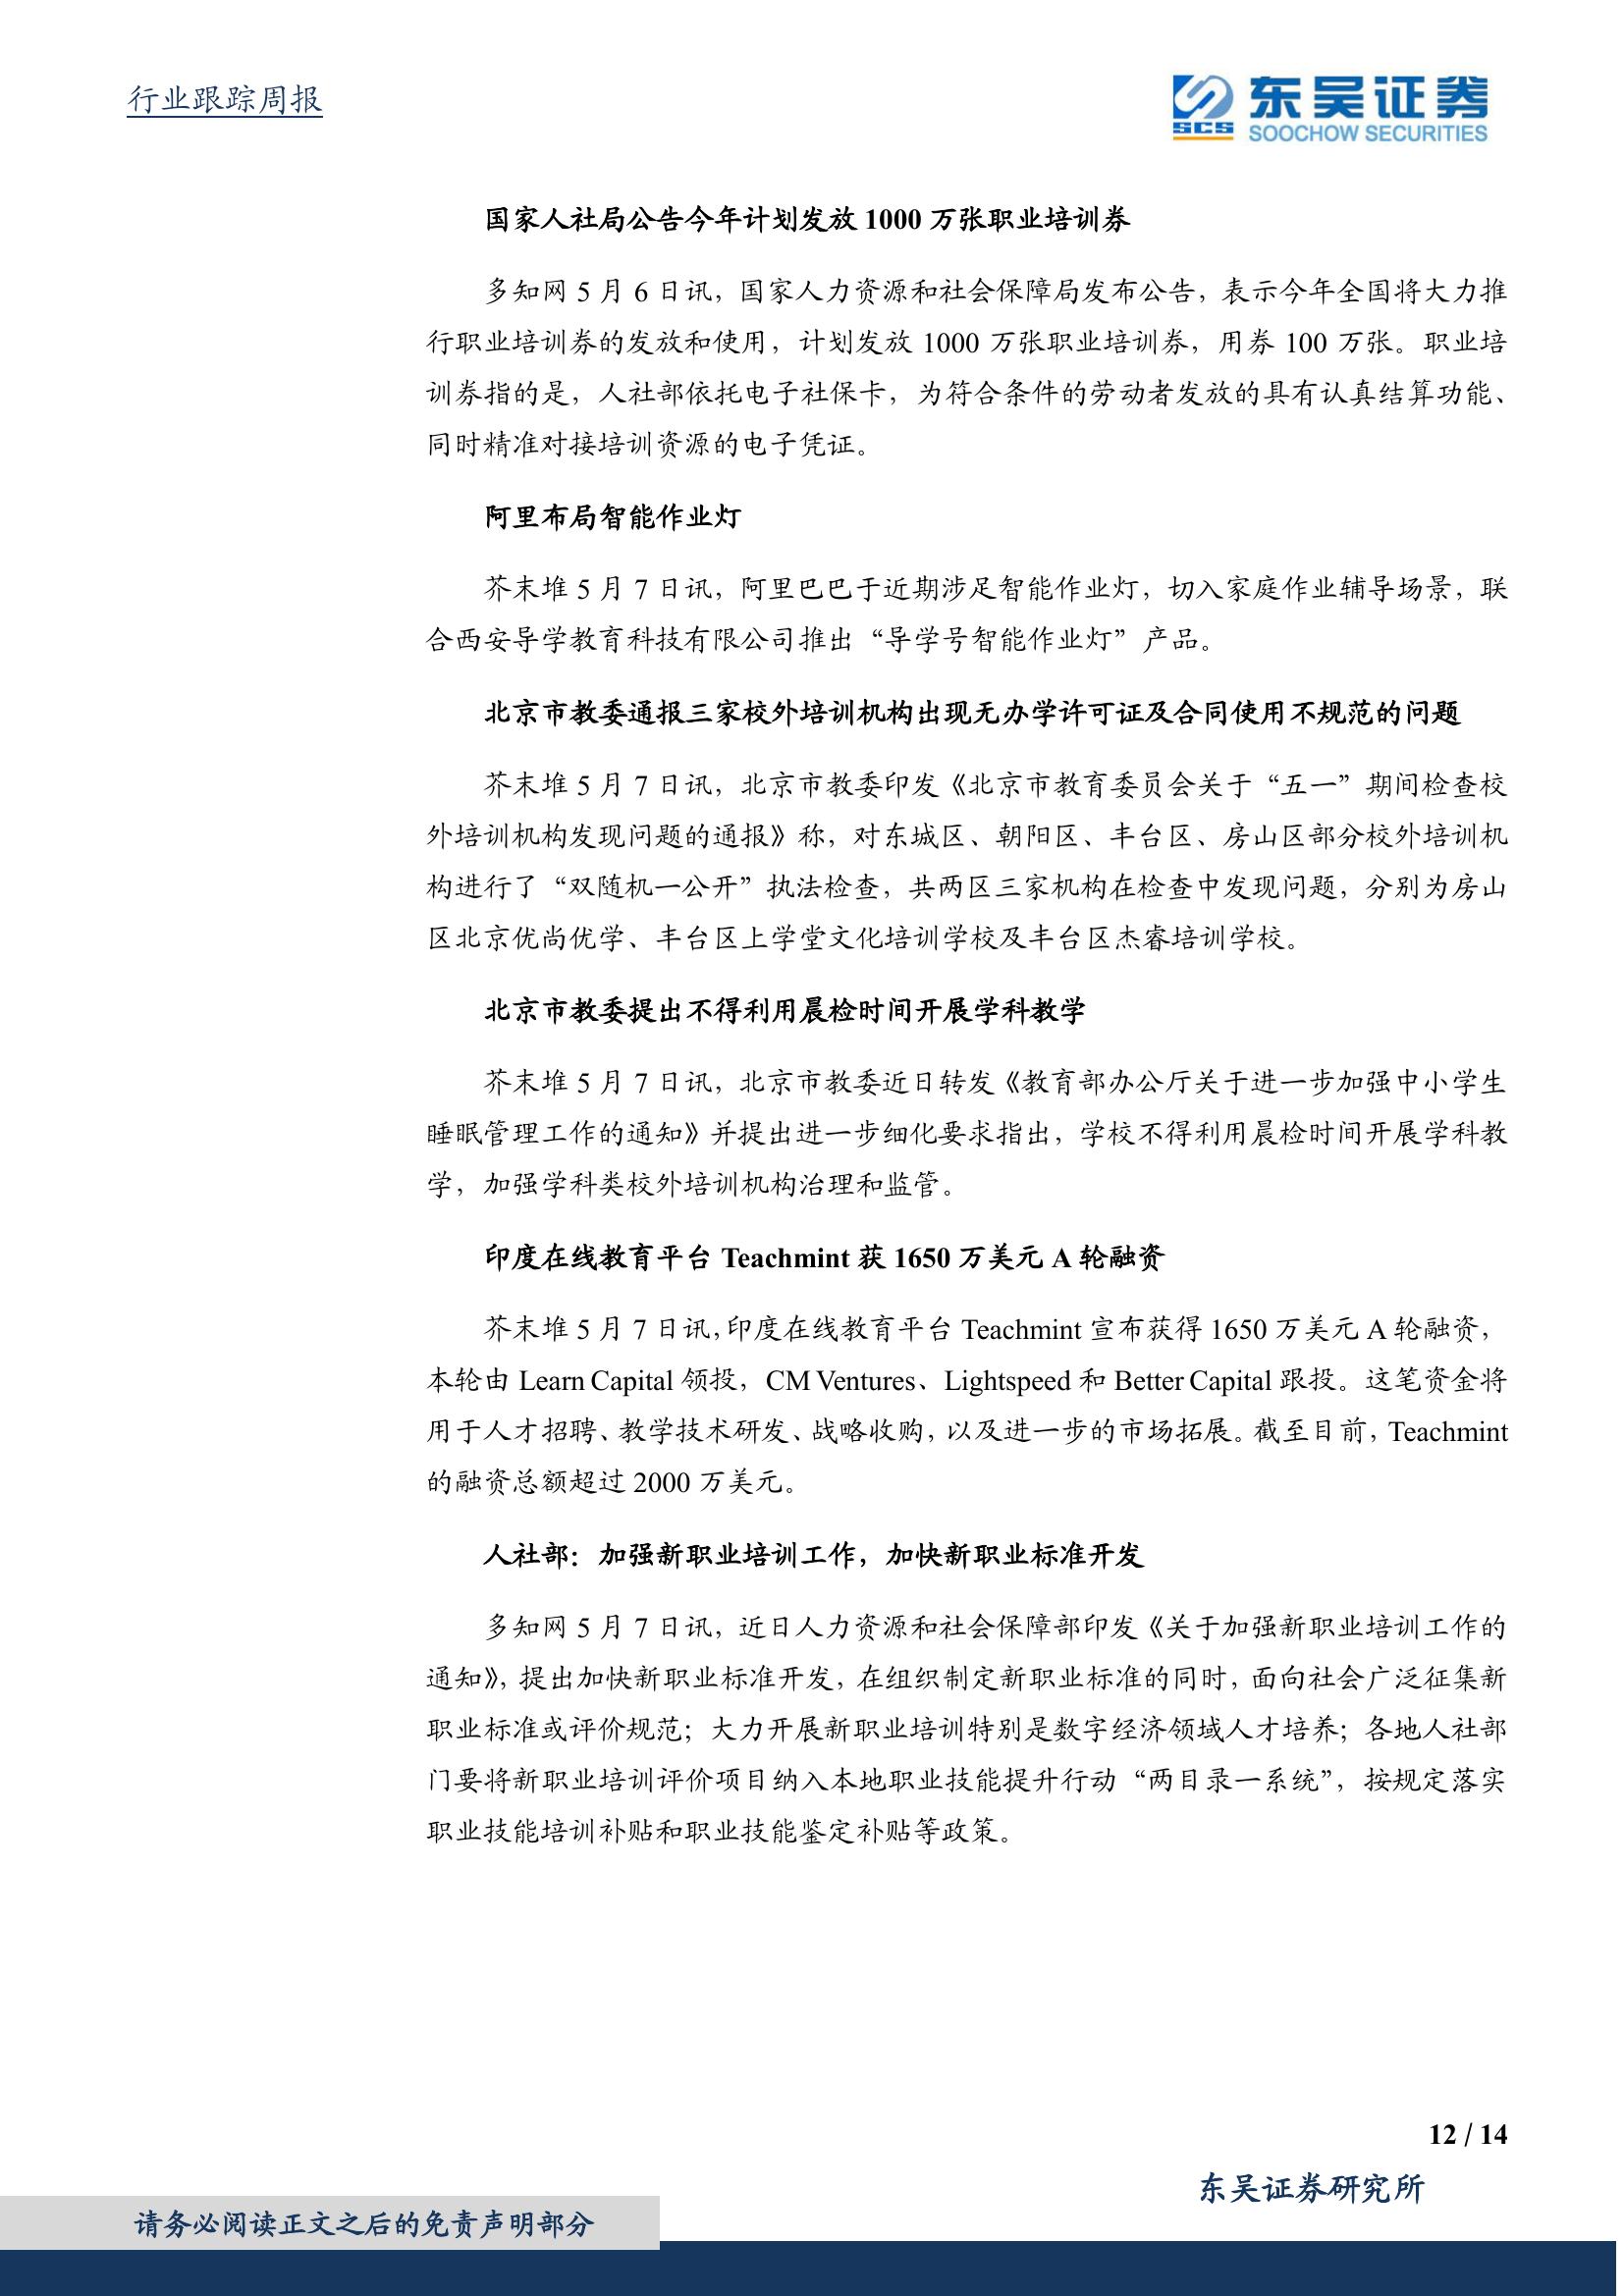 行业跟踪周报
东吴证券
SCS
SOOCHOW SECURITIES
国家人社局公告今年计划发放 1000 万张职业培训券
多知网 5 月 6 日讯，国家人力资源和社会保障局发布公告，表示今年全国将大力推
行职业培训券的发放和使用，计划发放 1000 万张职业培训券，用券 100 万张。职业培
训券指的是，人社部依托电子社保卡，为符合条件的劳动者发放的具有认真结算功能、
同时精准对接培训资源的电子凭证。
阿里布局智能作业灯
芥末堆 5 月 7 日讯，阿里巴巴于近期涉足智能作业灯，切入家庭作业辅导场景，联
合西安导学教育科技有限公司推出“导学号智能作业灯”产品。
北京市教委通报三家校外培训机构出现无办学许可证及合同使用不规范的问题
芥末堆 5 月 7 日讯，北京市教委印发《北京市教育委员会关于“五一”期间检查校
外培训机构发现问题的通报》称，对东城区、朝阳区、丰台区、房山区部分校外培训机
构进行了“双随机一公开”执法检查，共两区三家机构在检查中发现问题，分别为房山
区北京优尚优学、丰台区上学堂文化培训学校及丰台区杰睿培训学校。
北京市教委提出不得利用晨检时间开展学科教学
芥末堆 5 月 7 日讯，北京市教委近日转发《教育部办公厅关于进一步加强中小学生
睡眠管理工作的通知》并提出进一步细化要求指出，学校不得利用晨检时间开展学科教
学，加强学科类校外培训机构治理和监管。
印度在线教育平台 Teachmint 获 1650 万美元 A 轮融资
芥末堆 5 月 7 日讯，印度在线教育平台 Teachmint 宣布获得 1650 万美元 A 轮融资，
本轮由 Learn Capital 领投，CM Ventures、Lightspeed 和 Better Capital 跟投。这笔资金将
用于人才招聘、教学技术研发、战略收购，以及进一步的市场拓展。截至目前，Teachmint
的融资总额超过 2000 万美元。
人社部：加强新职业培训工作，加快新职业标准开发
多知网 5 月 7 日讯，近日人力资源和社会保障部印发《关于加强新职业培训工作的
通知》，提出加快新职业标准开发，在组织制定新职业标准的同时，面向社会广泛征集新
职业标准或评价规范；大力开展新职业培训特别是数字经济领域人才培养；各地人社部
门要将新职业培训评价项目纳入本地职业技能提升行动“两目录一系统”，按规定落实
职业技能培训补贴和职业技能鉴定补贴等政策。
12 / 14
东吴证券研究所
请务必阅读正文之后的免责声明部分